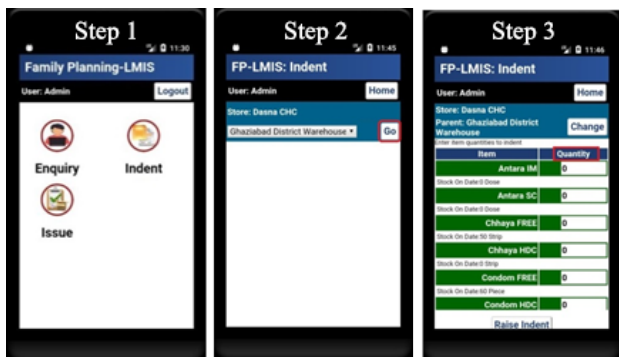 Step 1
11:30
Family Planning-LMIS
User: Admin
Logout
Enquiry
Indent
Issue
Step 2
11:45
FP-LMIS: Indent
User: Admin
Home
Store: Dasna CHC
Ghaziabad District Warehouse
Go
Step 3
11:46
FP-LMIS: Indent
User: Admin
Home
Store: Dasna CHC
Parent: Ghaziabad District
Warehouse
Change
Enter item quantities to indent
Item
Quantity
Antara IM
0
Stock On Date:0 Dose
Antara SC
0
Stock On Date:0 Dose
Chhaya FREE
0
Stock On Date:50 Strip
Chhaya HDC
0
Stock On Date:0 Strip
Condom FREE
0
Stock On Date:60 Piece
Condom HDC
0
Raise Indent